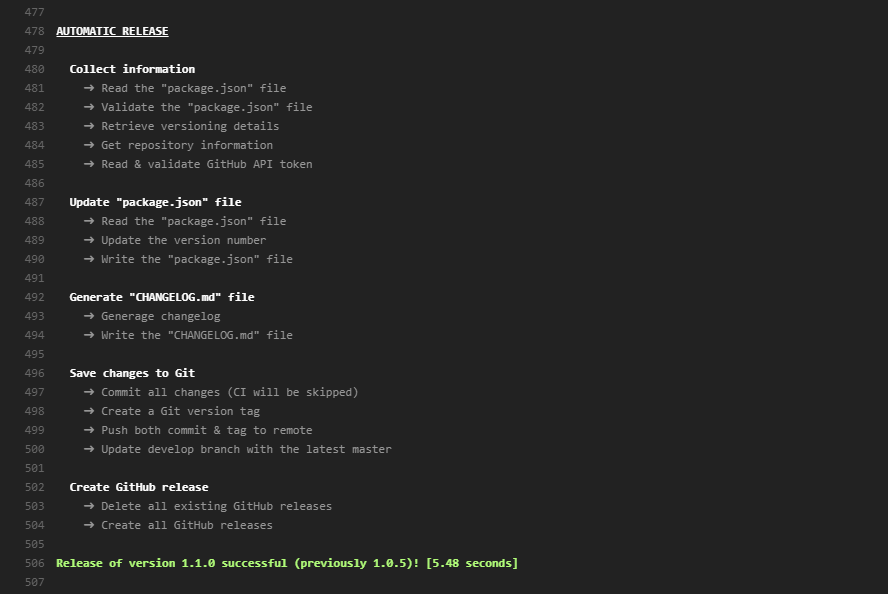 477
478 AUTOMATIC RELEASE
479
480 Collect information
481 → Read the "package.json" file
482 → Validate the "package.json" file
483 → Retrieve versioning details
484 → Get repository information
485 → Read & validate GitHub API token
486
487 Update "package.json" file
488 → Read the "package.json" file
489 → Update the version number
490 → Write the "package.json" file
491
492 Generate "CHANGELOG.md" file
493 → Generage changelog
494 → Write the "CHANGELOG.md" file
495
496 Save changes to Git
497 → Commit all changes (CI will be skipped)
498 → Create a Git version tag
499 → Push both commit & tag to remote
500 → Update develop branch with the latest master
501
502 Create GitHub release
503 → Delete all existing GitHub releases
504 → Create all GitHub releases
505
506 Release of version 1.1.0 successful (previously 1.0.5)! [5.48 seconds]
507